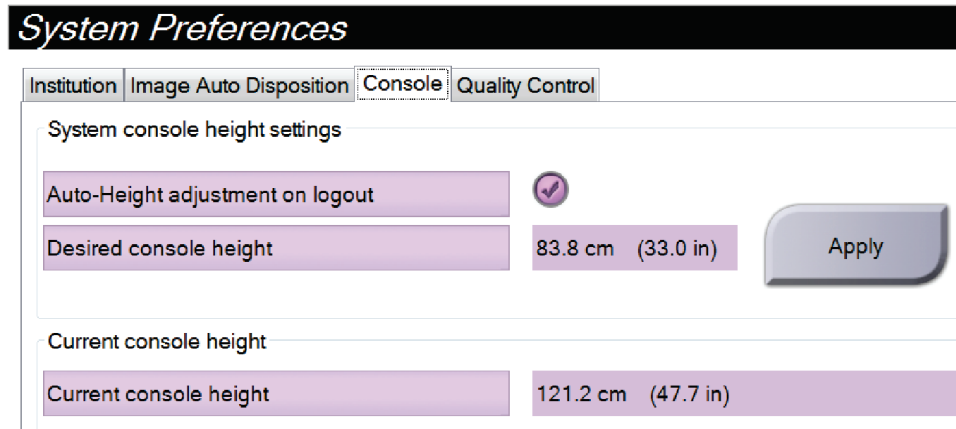 System Preferences
Institution Image Auto Disposition Console Quality Control
System console height settings
Auto-Height adjustment on logout
Desired console height 83.8 cm (33.0 in) Apply
Current console height
Current console height 121.2 cm (47.7 in)